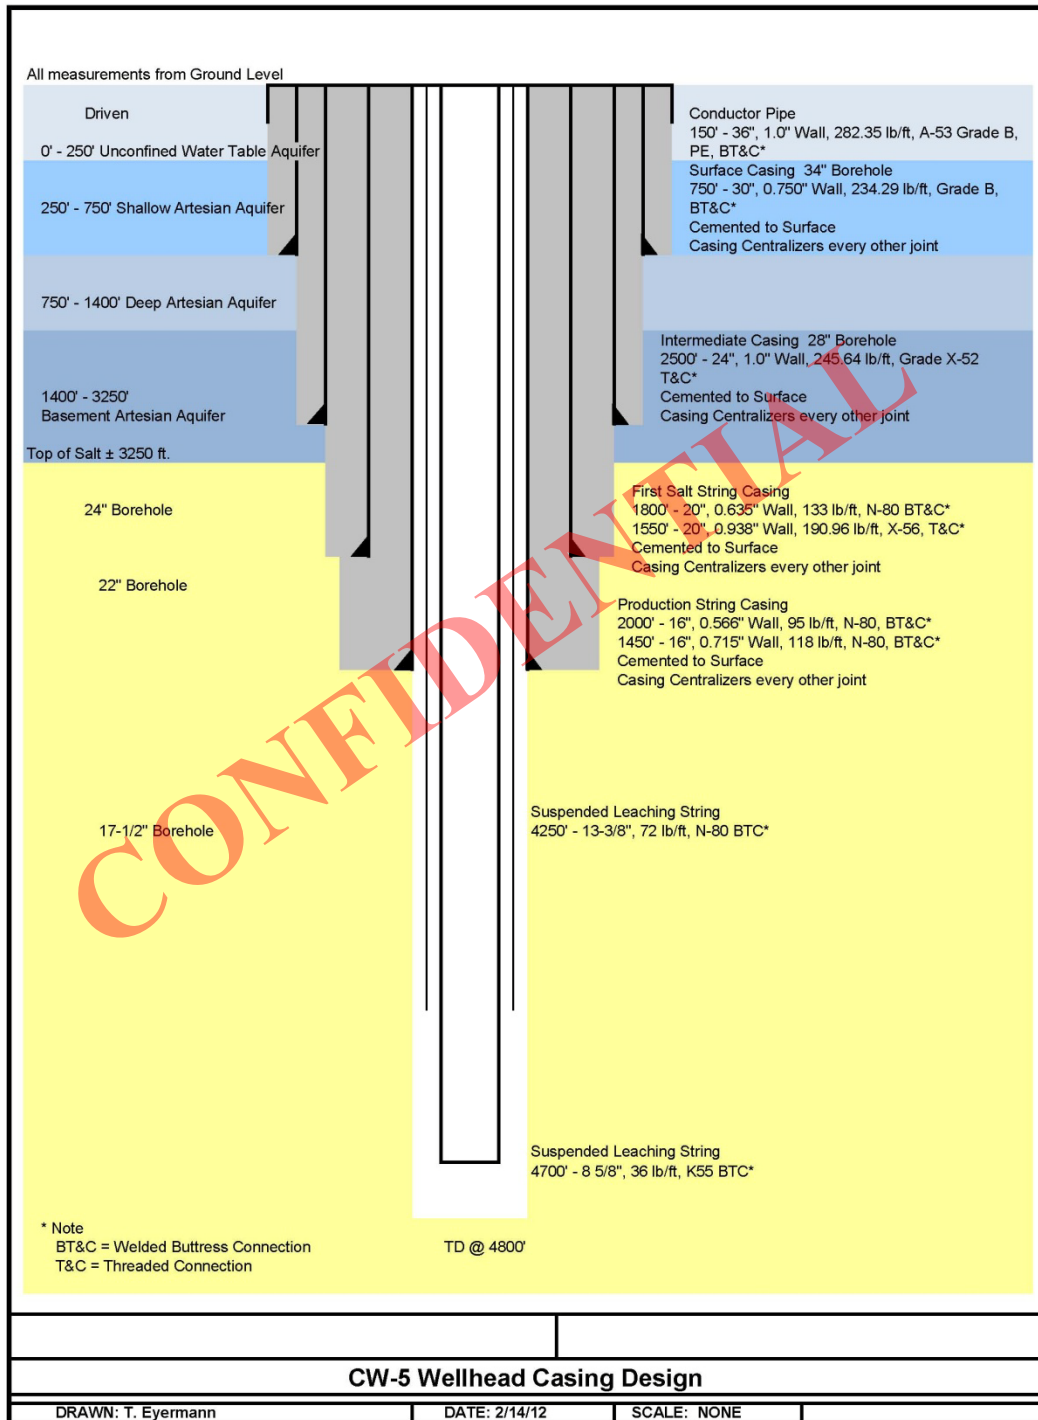 All measurements from Ground Level
Driven
0' - 250' Unconfined Water Table Aquifer
250' - 750' Shallow Artesian Aquifer
750' - 1400' Deep Artesian Aquifer
1400' - 3250'
Basement Artesian Aquifer
Top of Salt ± 3250 ft.
24" Borehole
22" Borehole
17-1/2" Borehole
Conductor Pipe
150' - 36", 1.0" Wall, 282.35 lb/ft, A-53 Grade B,
PE, BT&C*
Surface Casing 34" Borehole
750' - 30", 0.750" Wall, 234.29 lb/ft, Grade B,
BT&C*
Cemented to Surface
Casing Centralizers every other joint
Intermediate Casing 28" Borehole
2500' - 24", 1.0" Wall, 245.64 lb/ft, Grade X-52
T&C*
Cemented to Surface
Casing Centralizers every other joint
First Salt String Casing
1800' - 20", 0.635" Wall, 133 lb/ft, N-80 BT&C*
1550' - 20", 0.938" Wall, 190.96 lb/ft, X-56, T&C*
Cemented to Surface
Casing Centralizers every other joint
Production String Casing
2000' - 16", 0.566" Wall, 95 lb/ft, N-80, BT&C*
1450' - 16", 0.715" Wall, 118 lb/ft, N-80, BT&C*
Cemented to Surface
Casing Centralizers every other joint
Suspended Leaching String
4250' - 13-3/8", 72 lb/ft, N-80 BTC*
Suspended Leaching String
4700' - 8 5/8", 36 lb/ft, K55 BTC*
CONFIDENTIAL
* Note
BT&C = Welded Buttress Connection
T&C = Threaded Connection
TD @ 4800'
CW-5 Wellhead Casing Design
DRAWN: T. Eyermann
DATE: 2/14/12
SCALE: NONE